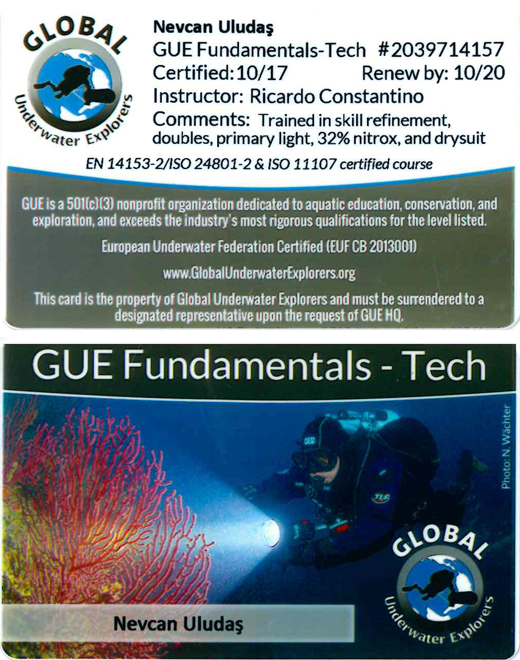 GLOBAL
Underwater Explorers
Nevcan Uludaş
GUE Fundamentals-Tech #2039714157
Certified:10/17 Renew by: 10/20
Instructor: Ricardo Constantino
Comments: Trained in skill refinement,
doubles, primary light, 32% nitrox, and drysuit
EN 14153-2/ISO 24801-2 & ISO 11107 certified course
GUE is a 501(c)(3) nonprofit organization dedicated to aquatic education, conservation, and
exploration, and exceeds the industry's most rigorous qualifications for the level listed.
European Underwater Federation Certified (EUF CB 2013001)
www.GlobalUnderwaterExplorers.org
This card is the property of Global Underwater Explorers and must be surrendered to a
designated representative upon the request of GUE HQ.
GUE Fundamentals - Tech
Photo: N. Wächter
TLS
GLOBAL
Underwater Explorers
Nevcan Uludaş